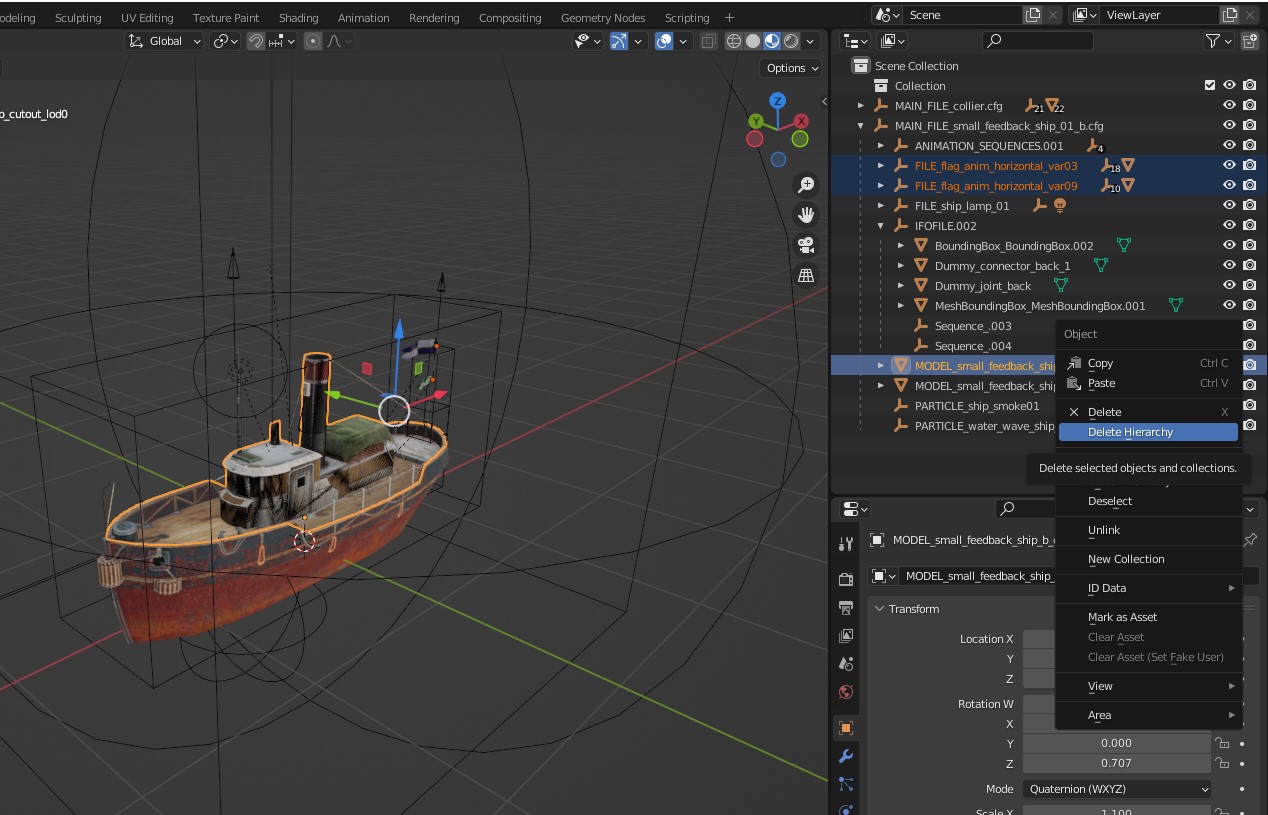 odeling Sculpting UV Editing Texture Paint Shading Animation Rendering Compositing Geometry Nodes Scripting + Scene ViewLayer
Global
Options
o_cutout_lod0
Z
Y X
Scene Collection
Collection
MAIN_FILE_collier.cfg 21 22
MAIN_FILE_small_feedback_ship_01_b.cfg
ANIMATION_SEQUENCES.001 4
FILE_flag_anim_horizontal_var03 18
FILE_flag_anim_horizontal_var09 10
FILE_ship_lamp_01
IFOFILE.002
BoundingBox_BoundingBox.002
Dummy_connector_back_1
Dummy_joint_back
MeshBoundingBox_MeshBoundingBox.001
Sequence_.003
Sequence_.004
MODEL_small_feedback_shi
MODEL_small_feedback_shi
PARTICLE_ship_smoke01
PARTICLE_water_wave_ship
Object
Copy Ctrl C
Paste Ctrl V
Delete X
Delete Hierarchy
Delete selected objects and collections.
Deselect
Unlink
New Collection
ID Data
Mark as Asset
Clear Asset
Clear Asset (Set Fake User)
View
Area
MODEL_small_feedback_ship_b_
MODEL_small_feedback_ship_
Transform
Location X
Y
Z
Rotation W
X
Y 0.000
Z 0.707
Mode Quaternion (WXYZ)
Scale X 1.100